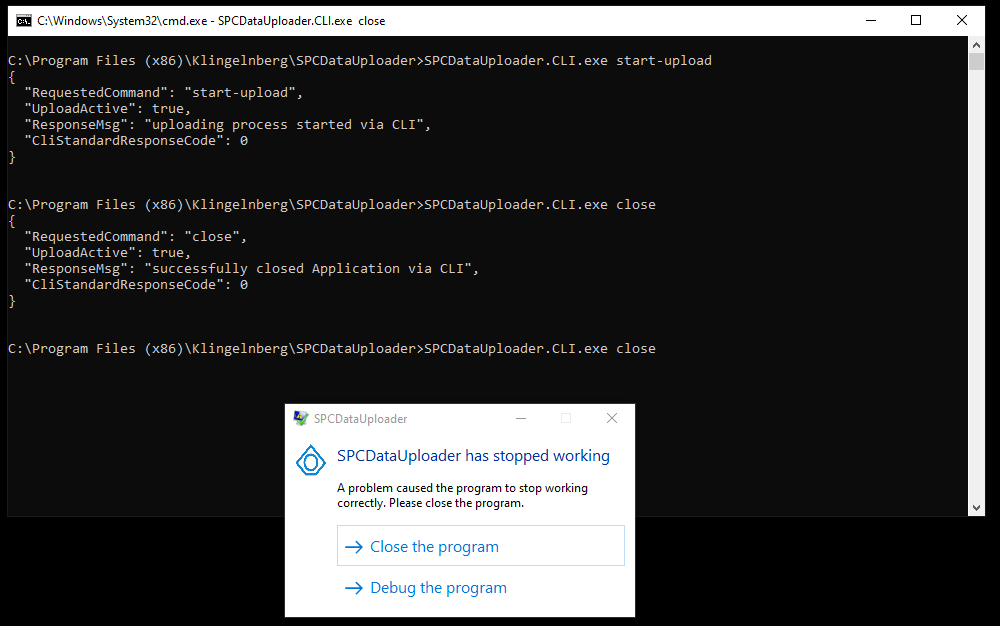 C:\Windows\System32\cmd.exe - SPCDataUploader.CLI.exe  close
C:\Program Files (x86)\Klingelnberg\SPCDataUploader>SPCDataUploader.CLI.exe start-upload
{
  "RequestedCommand": "start-upload",
  "UploadActive": true,
  "ResponseMsg": "uploading process started via CLI",
  "CliStandardResponseCode": 0
}
C:\Program Files (x86)\Klingelnberg\SPCDataUploader>SPCDataUploader.CLI.exe close
{
  "RequestedCommand": "close",
  "UploadActive": true,
  "ResponseMsg": "successfully closed Application via CLI",
  "CliStandardResponseCode": 0
}
C:\Program Files (x86)\Klingelnberg\SPCDataUploader>SPCDataUploader.CLI.exe close
SPCDataUploader
SPCDataUploader has stopped working
A problem caused the program to stop working
correctly. Please close the program.
Close the program
Debug the program